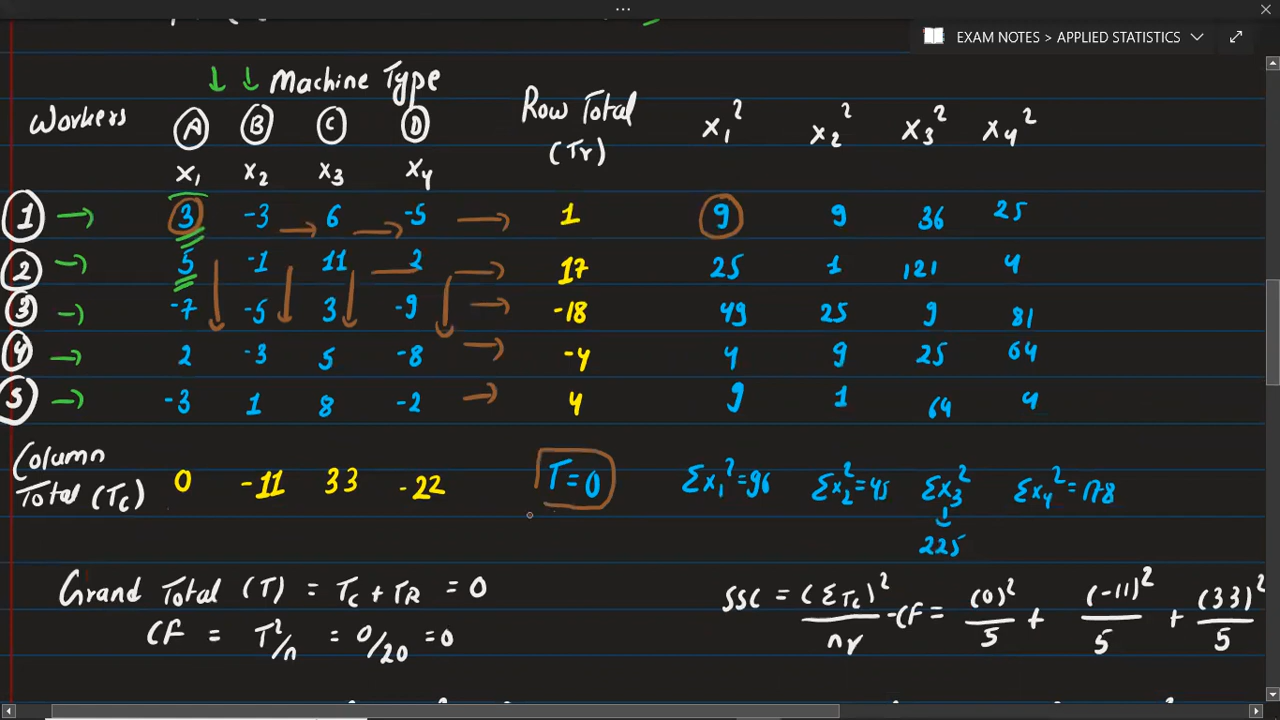 EXAM NOTES > APPLIED STATISTICS
↓ ↓ Machine Type
Workers A B C D Row Total (Tr) x₁² x₂² x₃² x₄²
x₁ x₂ x₃ x₄
1 → 3 -3 → 6 → -5 → 1 9 9 36 25
2 → 5 -1 11 2 → 17 25 1 121 4
3 → -7 -5 3 -9 → -18 49 25 9 81
4 → 2 -3 5 -8 → -4 4 9 25 64
5 → -3 1 8 -2 → 4 9 1 64 4
Column
Total (Tc) 0 -11 33 -22 T=0 Σx₁²=96 Σx₂²=45 Σx₃² Σx₄²=178
225
Grand Total (T) = Tc + TR = 0
CF = T²/n = 0/20 = 0
SSC = (ΣTc)²/nr - CF = (0)²/5 + (-11)²/5 + (33)²/5